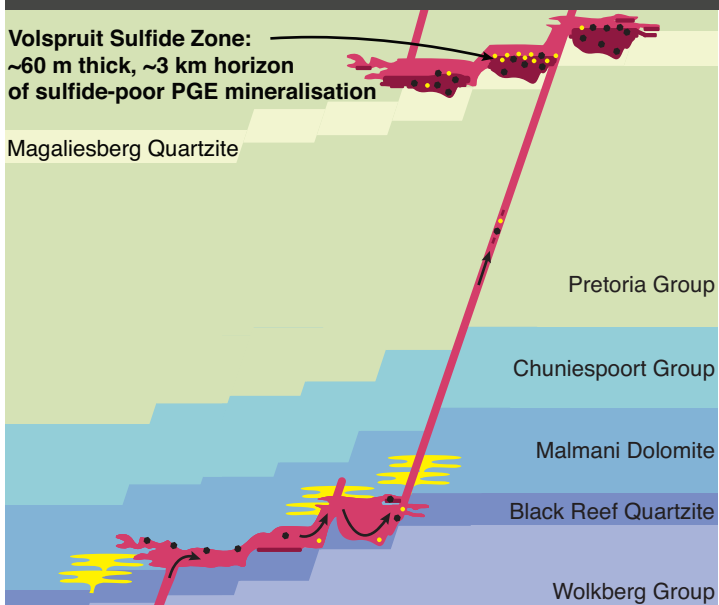 Volspruit Sulfide Zone:
~60 m thick, ~3 km horizon
of sulfide-poor PGE mineralisation
Magaliesberg Quartzite
Pretoria Group
Chuniespoort Group
Malmani Dolomite
Black Reef Quartzite
Wolkberg Group